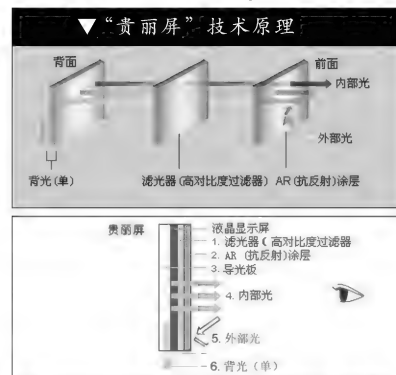 ▼“贵丽屏”技术原理
背面
前面
内部光
外部光
背光(单)
滤光器(高对比度过滤器)
AR(抗反射)涂层
贵丽屏
液晶显示屏
1. 滤光器(高对比度过滤器
2. AR (抗反射)涂层
3. 导光板
4. 内部光
5. 外部光
6. 背光(单)